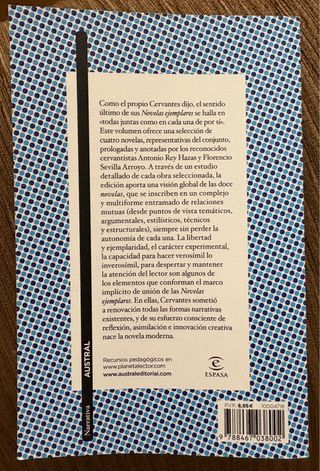 Como el propio Cervantes dijo, el sentido
último de sus Novelas ejemplares se halla en
«todas juntas como en cada una de por sí».
Este volumen ofrece una selección de
cuatro novelas, representativas del conjunto,
prologadas y anotadas por los reconocidos
cervantistas Antonio Rey Hazas y Florencio
Sevilla Arroyo. A través de un estudio
detallado de cada obra seleccionada, la
edición aporta una visión global de las doce
novelas, que se inscriben en un complejo
y multiforme entramado de relaciones
mutuas (desde puntos de vista temáticos,
argumentales, estilísticos, técnicos
y estructurales), siempre sin perder la
autonomía de cada una. La libertad
y ejemplaridad, el carácter experimental,
la capacidad para hacer verosímil lo
inverosímil, para despertar y mantener
la atención del lector son algunos de
los elementos que conforman el marco
implícito de unión de las Novelas
ejemplares. En ellas, Cervantes sometió
a renovación todas las formas narrativas
existentes, y de su esfuerzo consciente de
reflexión, asimilación e innovación creativa
nace la novela moderna.
Recursos pedagógicos en
www.planetalector.com
www.australeditorial.com
e
ESPASA
AUSTRAL
Narrativa
PVP: 8,95 € 10004718
9 788467 038002